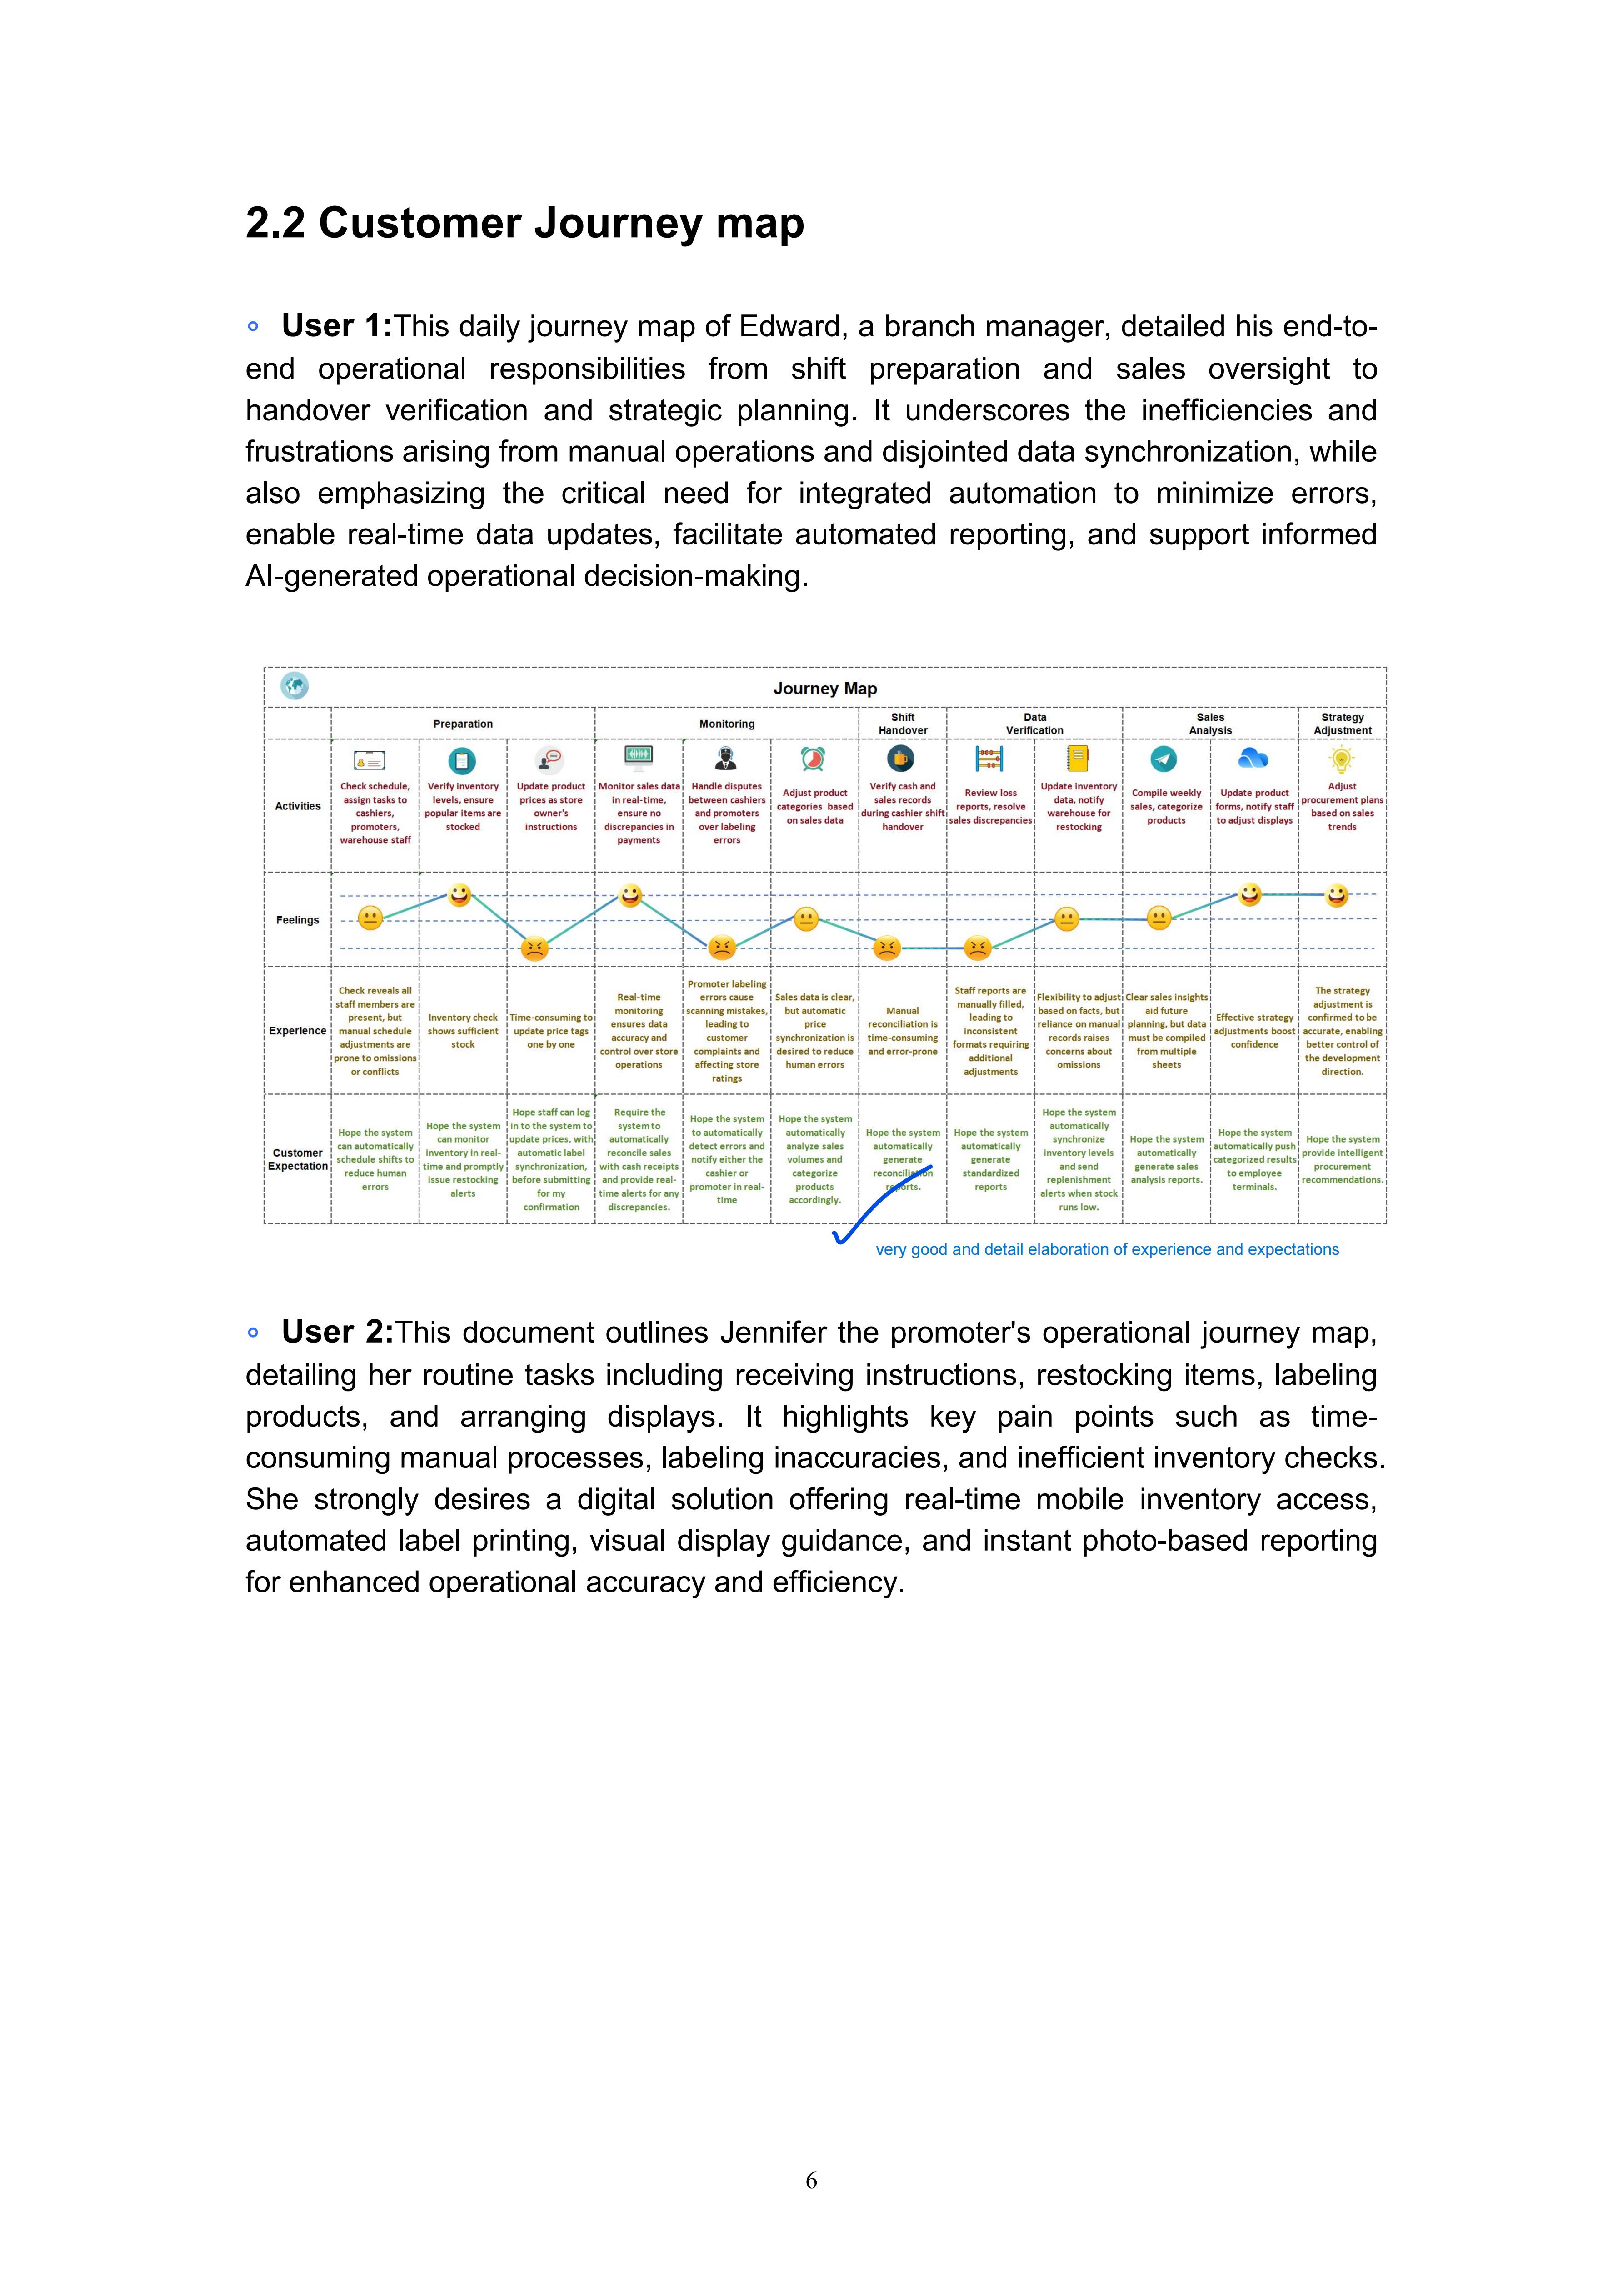 2.2 Customer Journey map
∘ User 1:This daily journey map of Edward, a branch manager, detailed his end-to-
end operational responsibilities from shift preparation and sales oversight to
handover verification and strategic planning. It underscores the inefficiencies and
frustrations arising from manual operations and disjointed data synchronization, while
also emphasizing the critical need for integrated automation to minimize errors,
enable real-time data updates, facilitate automated reporting, and support informed
AI-generated operational decision-making.
Journey Map
Preparation
Monitoring
Shift
Handover
Data
Verification
Sales
Analysis
Strategy
Adjustment
Activities
Check schedule,
assign tasks to
cashiers,
promoters,
warehouse staff
Verify inventory
levels, ensure
popular items are
stocked
Update product
prices as store
owner's
instructions
Monitor sales data
in real-time,
ensure no
discrepancies in
payments
Handle disputes
between cashiers
and promoters
over labeling
errors
Adjust product
categories based
on sales data
Verify cash and
sales records
during cashier shift
handover
Review loss
reports, resolve
sales discrepancies
Update inventory
data, notify
warehouse for
restocking
Compile weekly
sales, categorize
products
Update product
forms, notify staff
to adjust displays
Adjust
procurement plans
based on sales
trends
Feelings
Experience
Check reveals all
staff members are
present, but
manual schedule
adjustments are
prone to omissions
or conflicts
Inventory check
shows sufficient
stock
Time-consuming to
update price tags
one by one
Real-time
monitoring
ensures data
accuracy and
control over store
operations
Promoter labeling
errors cause
scanning mistakes,
leading to
customer
complaints and
affecting store
ratings
Sales data is clear,
but automatic
price
synchronization is
desired to reduce
human errors
Manual
reconciliation is
time-consuming
and error-prone
Staff reports are
manually filled,
leading to
inconsistent
formats requiring
additional
adjustments
Flexibility to adjust
based on facts, but
reliance on manual
records raises
concerns about
omissions
Clear sales insights
aid future
planning, but data
must be compiled
from multiple
sheets
Effective strategy
adjustments boost
confidence
The strategy
adjustment is
confirmed to be
accurate, enabling
better control of
the development
direction.
Customer
Expectation
Hope the system
can automatically
schedule shifts to
reduce human
errors
Hope the system
can monitor
inventory in real-
time and promptly
issue restocking
alerts
Hope staff can log
in to the system to
update prices, with
automatic label
synchronization,
before submitting
for my
confirmation
Require the
system to
automatically
reconcile sales
with cash receipts
and provide real-
time alerts for any
discrepancies.
Hope the system
to automatically
detect errors and
notify either the
cashier or
promoter in real-
time
Hope the system
automatically
analyze sales
volumes and
categorize
products
accordingly.
Hope the system
automatically
generate
reconciliation
reports.
Hope the system
automatically
generate
standardized
reports
Hope the system
automatically
synchronize
inventory levels
and send
replenishment
alerts when stock
runs low.
Hope the system
automatically
generate sales
analysis reports.
Hope the system
automatically push
categorized results
to employee
terminals.
Hope the system
provide intelligent
procurement
recommendations.
very good and detail elaboration of experience and expectations
∘ User 2:This document outlines Jennifer the promoter's operational journey map,
detailing her routine tasks including receiving instructions, restocking items, labeling
products, and arranging displays. It highlights key pain points such as time-
consuming manual processes, labeling inaccuracies, and inefficient inventory checks.
She strongly desires a digital solution offering real-time mobile inventory access,
automated label printing, visual display guidance, and instant photo-based reporting
for enhanced operational accuracy and efficiency.
6